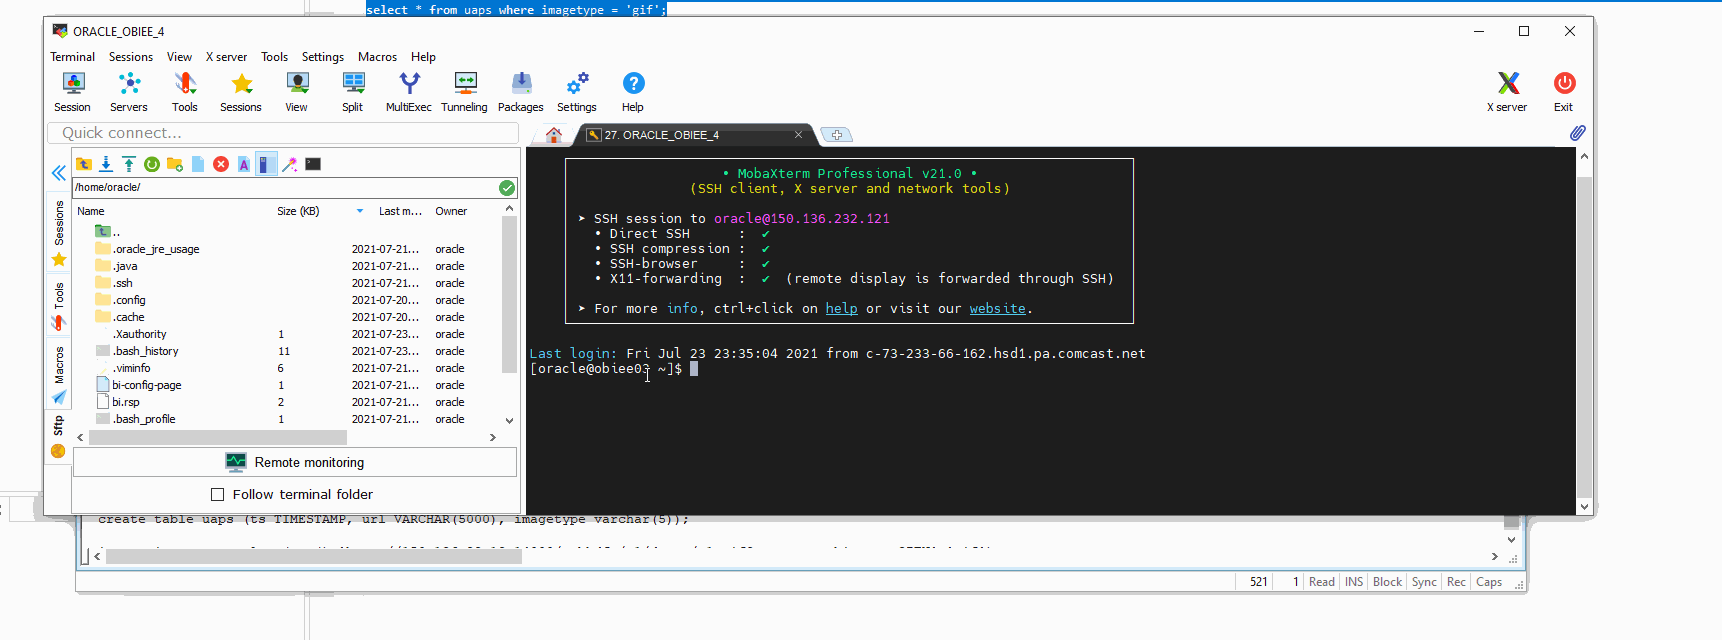 select * from uaps where imagetype = 'gif';
ORACLE_OBIEE_4
Terminal Sessions View X server Tools Settings Macros Help
Session Servers Tools Sessions View Split MultiExec Tunneling Packages Settings Help X server Exit
Quick connect...
27. ORACLE_OBIEE_4
/home/oracle/
Name Size (KB) Last m... Owner
..
.oracle_jre_usage 2021-07-21... oracle
.java 2021-07-21... oracle
.ssh 2021-07-21... oracle
.config 2021-07-20... oracle
.cache 2021-07-20... oracle
.Xauthority 1 2021-07-23... oracle
.bash_history 11 2021-07-23... oracle
.viminfo 6 2021-07-23... oracle
bi-config-page 1 2021-07-21... oracle
bi.rsp 2 2021-07-21... oracle
.bash_profile 1 2021-07-21... oracle
Sessions
Tools
Macros
Sftp
Remote monitoring
Follow terminal folder
• MobaXterm Professional v21.0 •
(SSH client, X server and network tools)
➤ SSH session to oracle@150.136.232.121
• Direct SSH : ✔
• SSH compression : ✔
• SSH-browser : ✔
• X11-forwarding : ✔ (remote display is forwarded through SSH)
➤ For more info, ctrl+click on help or visit our website.
Last login: Fri Jul 23 23:35:04 2021 from c-73-233-66-162.hsd1.pa.comcast.net
[oracle@obiee03 ~]$
create table uaps (ts TIMESTAMP, url VARCHAR(5000), imagetype varchar(5));
521 1 Read INS Block Sync Rec Caps